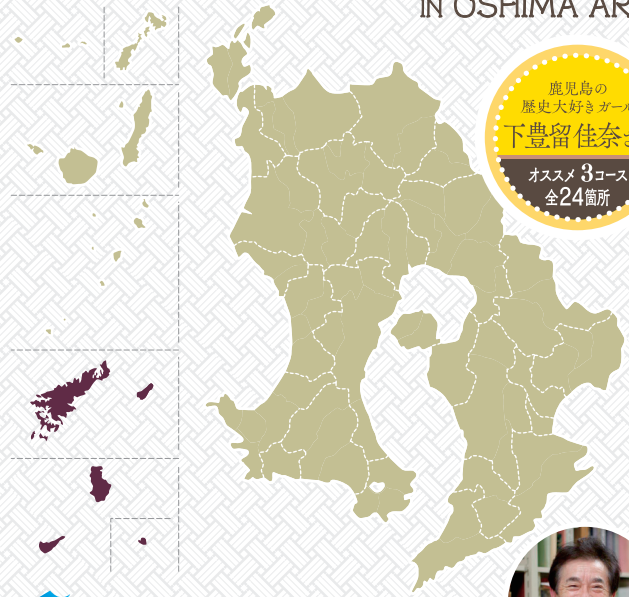 IN OSHIMA AR
鹿児島の
歴史大好きガール
下豊留佳奈さ
オススメ 3コース
全24箇所